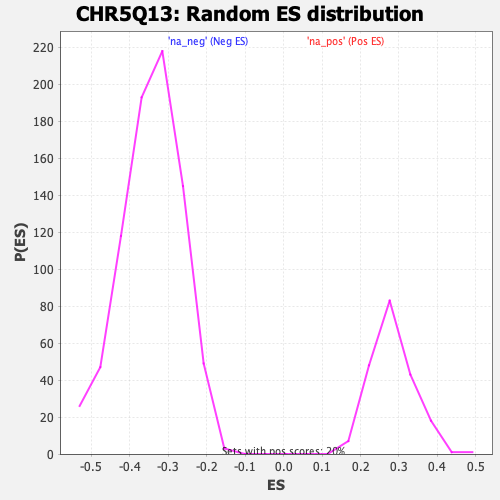 CHR5Q13: Random ES distribution
'na_neg' (Neg ES) 'na_pos' (Pos ES)
220
200
180
160
140
120
100
80
60
40
20
0
P(ES)
Sets with pos scores: 20%
-0.5 -0.4 -0.3 -0.2 -0.1 0.0 0.1 0.2 0.3 0.4 0.5
ES